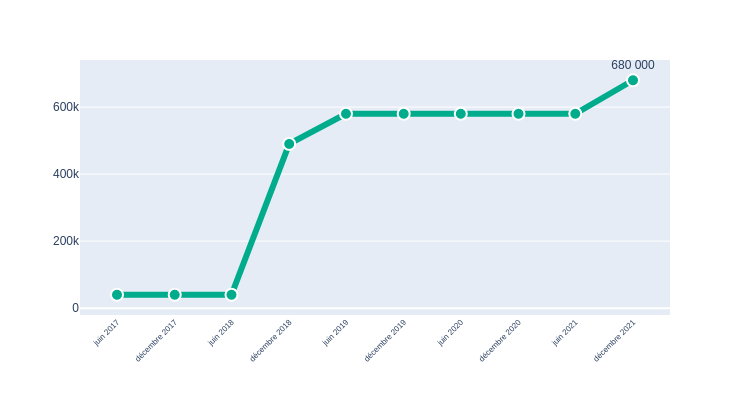 680 000
600k
400k
200k
0
juin 2017
décembre 2017
juin 2018
décembre 2018
juin 2019
décembre 2019
juin 2020
décembre 2020
juin 2021
décembre 2021